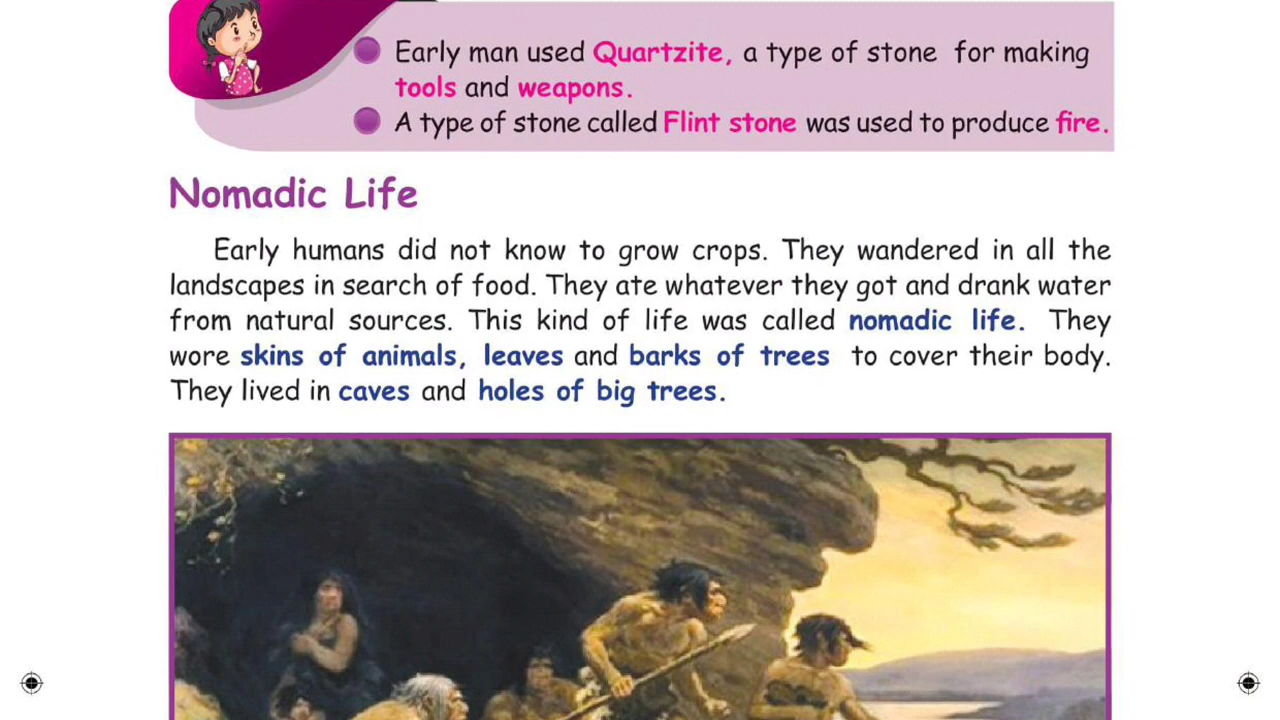 Early man used Quartzite, a type of stone for making
tools and weapons.
A type of stone called Flint stone was used to produce fire.
Nomadic Life
Early humans did not know to grow crops. They wandered in all the
landscapes in search of food. They ate whatever they got and drank water
from natural sources. This kind of life was called nomadic life. They
wore skins of animals, leaves and barks of trees to cover their body.
They lived in caves and holes of big trees.